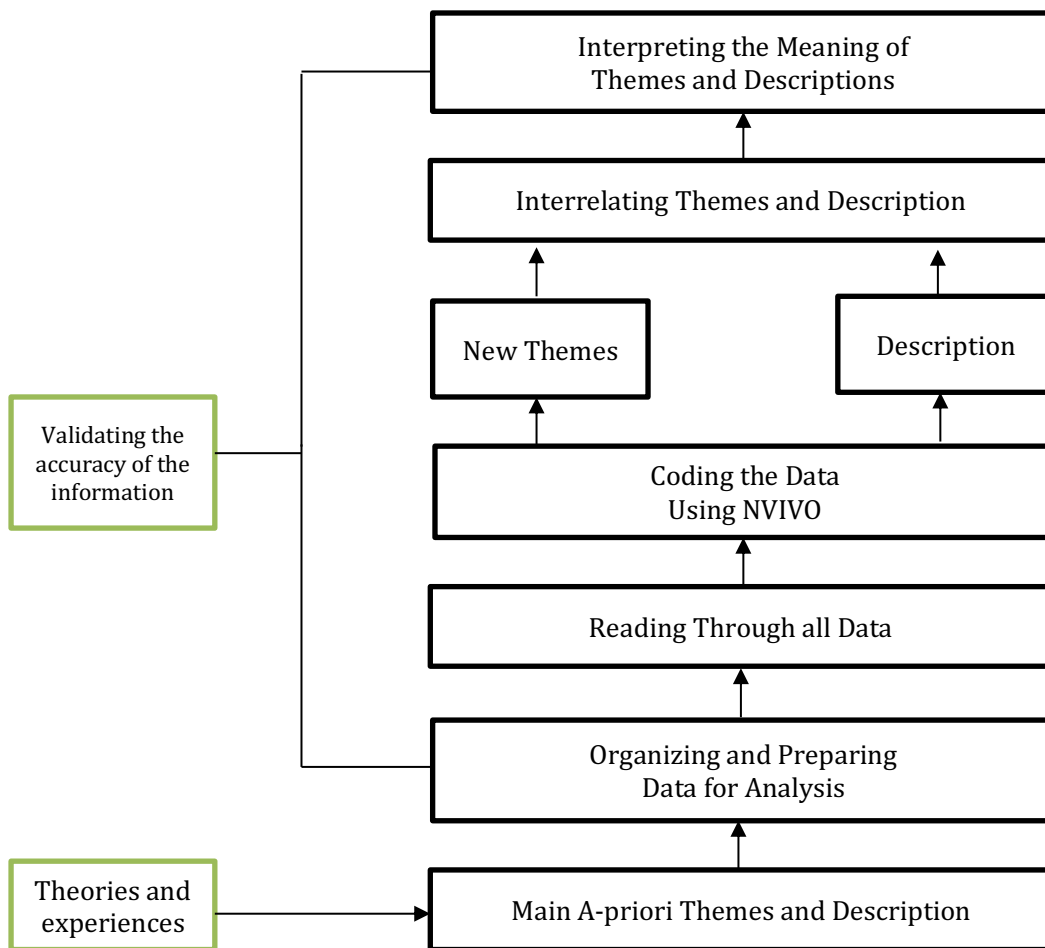 Interpreting the Meaning of
Themes and Descriptions
Interrelating Themes and Description
New Themes
Description
Validating the
accuracy of the
information
Coding the Data
Using NVIVO
Reading Through all Data
Organizing and Preparing
Data for Analysis
Theories and
experiences
Main A-priori Themes and Description